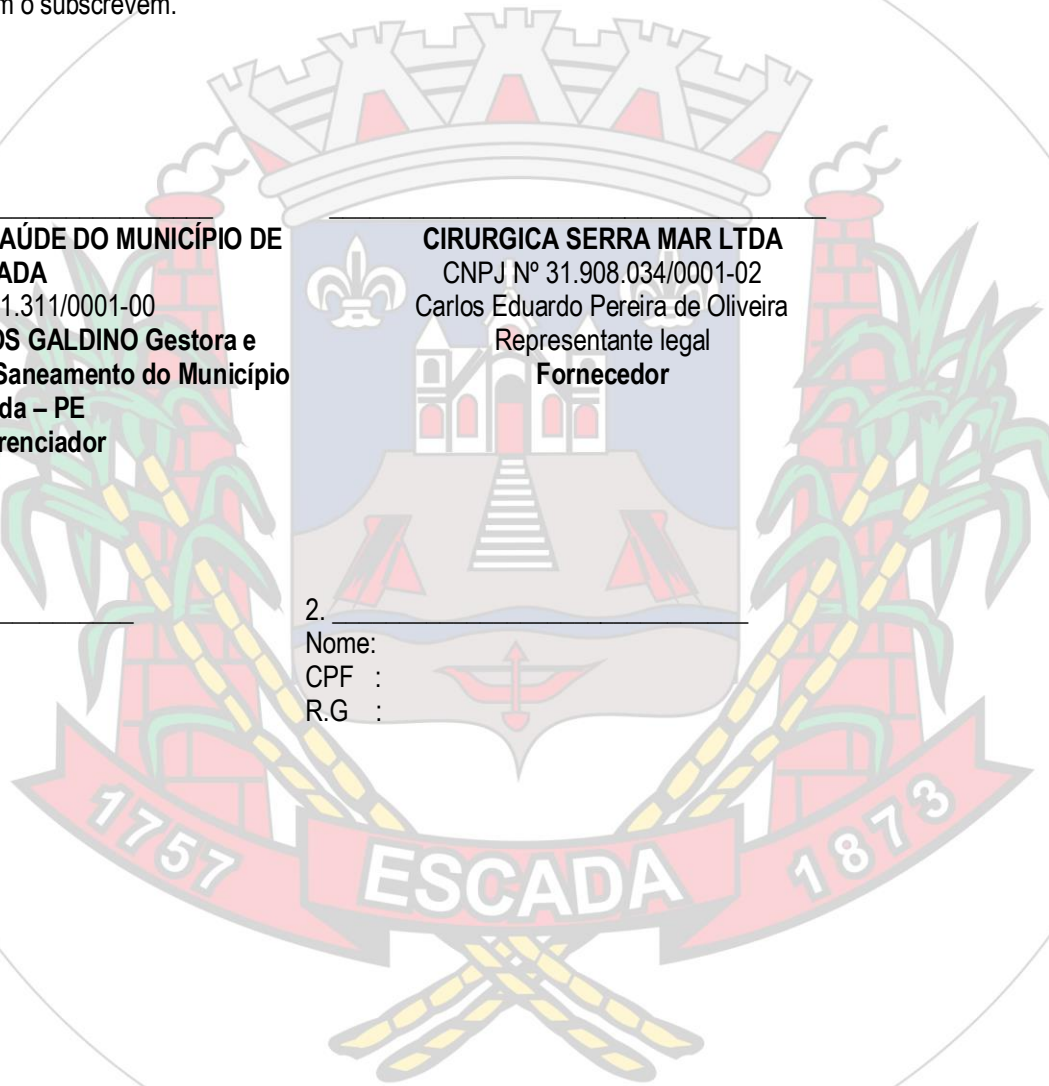 m o subscrevem.
AÚDE DO MUNICÍPIO DE
ADA
1.311/0001-00
OS GALDINO Gestora e
Saneamento do Município
da – PE
renciador
CIRURGICA SERRA MAR LTDA
CNPJ Nº 31.908.034/0001-02
Carlos Eduardo Pereira de Oliveira
Representante legal
Fornecedor
2.
Nome:
CPF :
R.G :
1757
ESCADA
1873